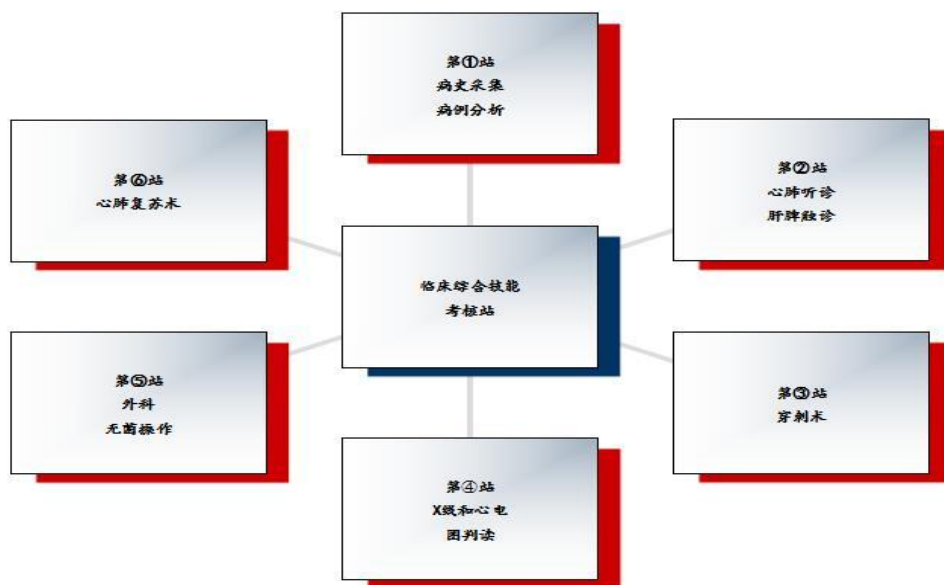 第①站
病史采集
病例分析
第②站
心肺听诊
肝脾触诊
第③站
穿刺术
第④站
X线和心电
图判读
第⑤站
外科
无菌操作
第⑥站
心肺复苏术
临床综合技能
考核站